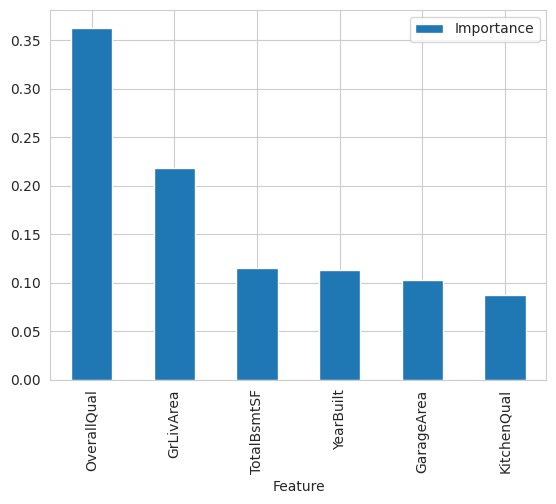 Importance
0.35
0.30
0.25
0.20
0.15
0.10
0.05
0.00
OverallQual
GrLivArea
TotalBsmtSF
YearBuilt
GarageArea
KitchenQual
Feature